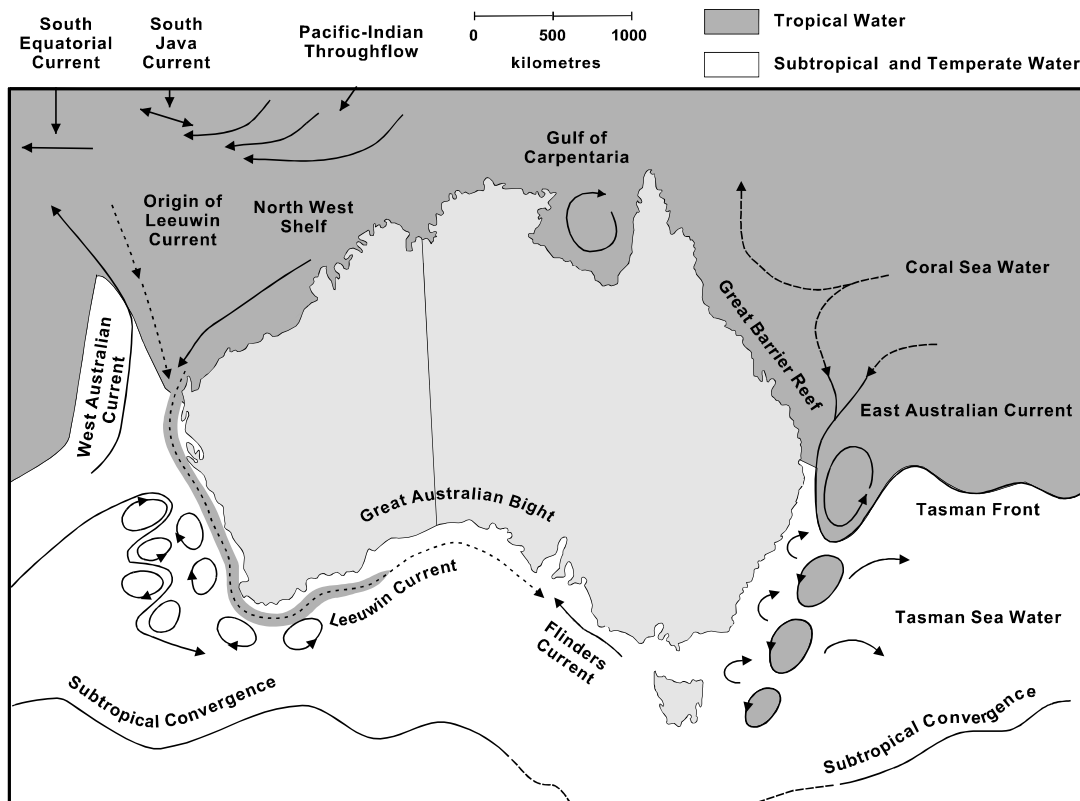 South
Equatorial
Current
South
Java
Current
Pacific-Indian
Throughflow
0 500 1000
kilometres
Tropical Water
Subtropical and Temperate Water
Gulf of
Carpentaria
Origin of
Leeuwin
Current
North West
Shelf
Coral Sea Water
Great Barrier Reef
West Australian
Current
East Australian Current
Great Australian Bight
Tasman Front
Leeuwin Current
Flinders
Current
Tasman Sea Water
Subtropical Convergence
Subtropical Convergence